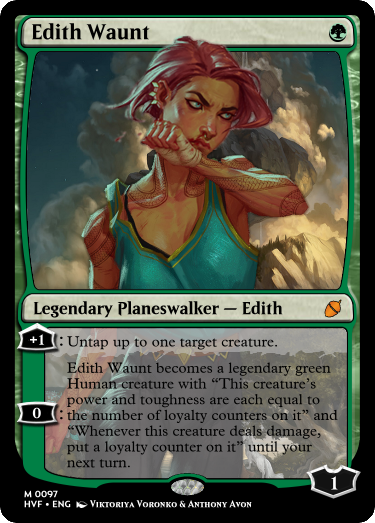 Edith Waunt
Legendary Planeswalker — Edith
+1: Untap up to one target creature.
Edith Waunt becomes a legendary green
Human creature with “This creature’s
power and toughness are each equal to
0: the number of loyalty counters on it” and
“Whenever this creature deals damage,
put a loyalty counter on it” until your
next turn.
1
M 0097
HVF • ENG Viktoriya Voronko & Anthony Avon